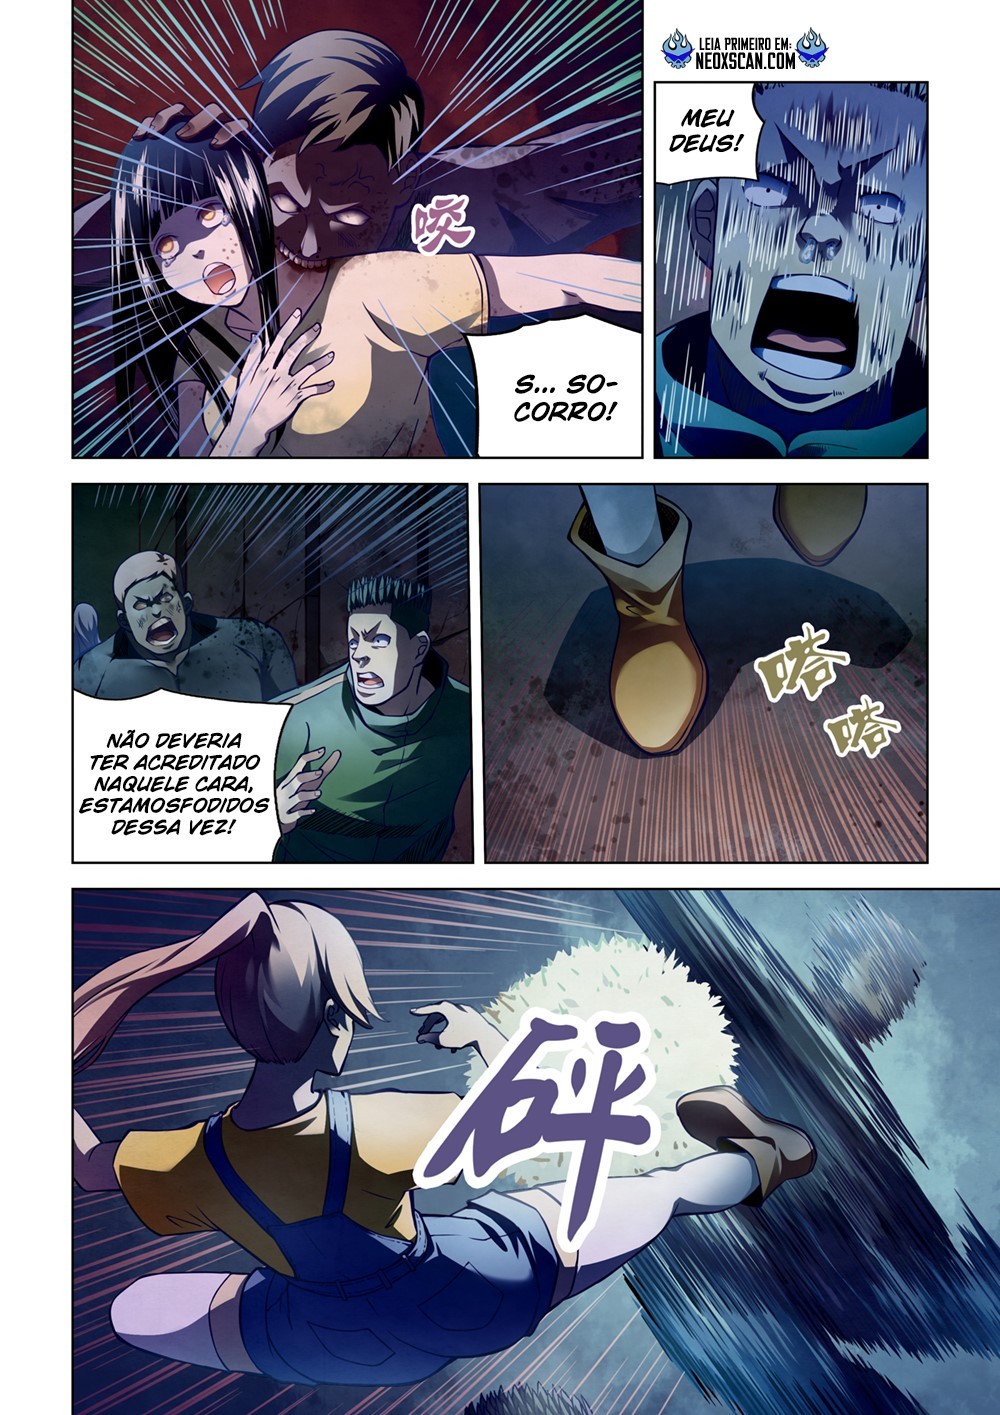 LEIA PRIMEIRO EM:
NEOXSCAN.COM
咬
S... SO-
CORRO!
MEU
DEUS!
NÃO DEVERIA
TER ACREDITADO
NAQUELE CARA,
ESTAMOSFODIDOS
DESSA VEZ!
嗒
嗒
砰